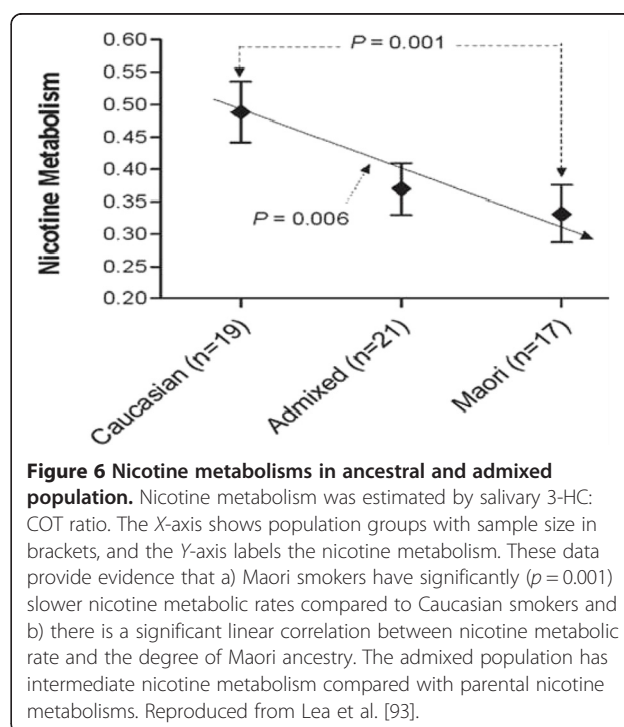 0.60
P = 0.001
0.55
0.50
0.45
0.40
0.35
P = 0.006
0.30
0.25
0.20
Nicotine Metabolism
Caucasian (n=19)
Admixed (n=21)
Maori (n=17)
Figure 6 Nicotine metabolisms in ancestral and admixed
population. Nicotine metabolism was estimated by salivary 3-HC:
COT ratio. The X-axis shows population groups with sample size in
brackets, and the Y-axis labels the nicotine metabolism. These data
provide evidence that a) Maori smokers have significantly (p = 0.001)
slower nicotine metabolic rates compared to Caucasian smokers and
b) there is a significant linear correlation between nicotine metabolic
rate and the degree of Maori ancestry. The admixed population has
intermediate nicotine metabolism compared with parental nicotine
metabolisms. Reproduced from Lea et al. [93].